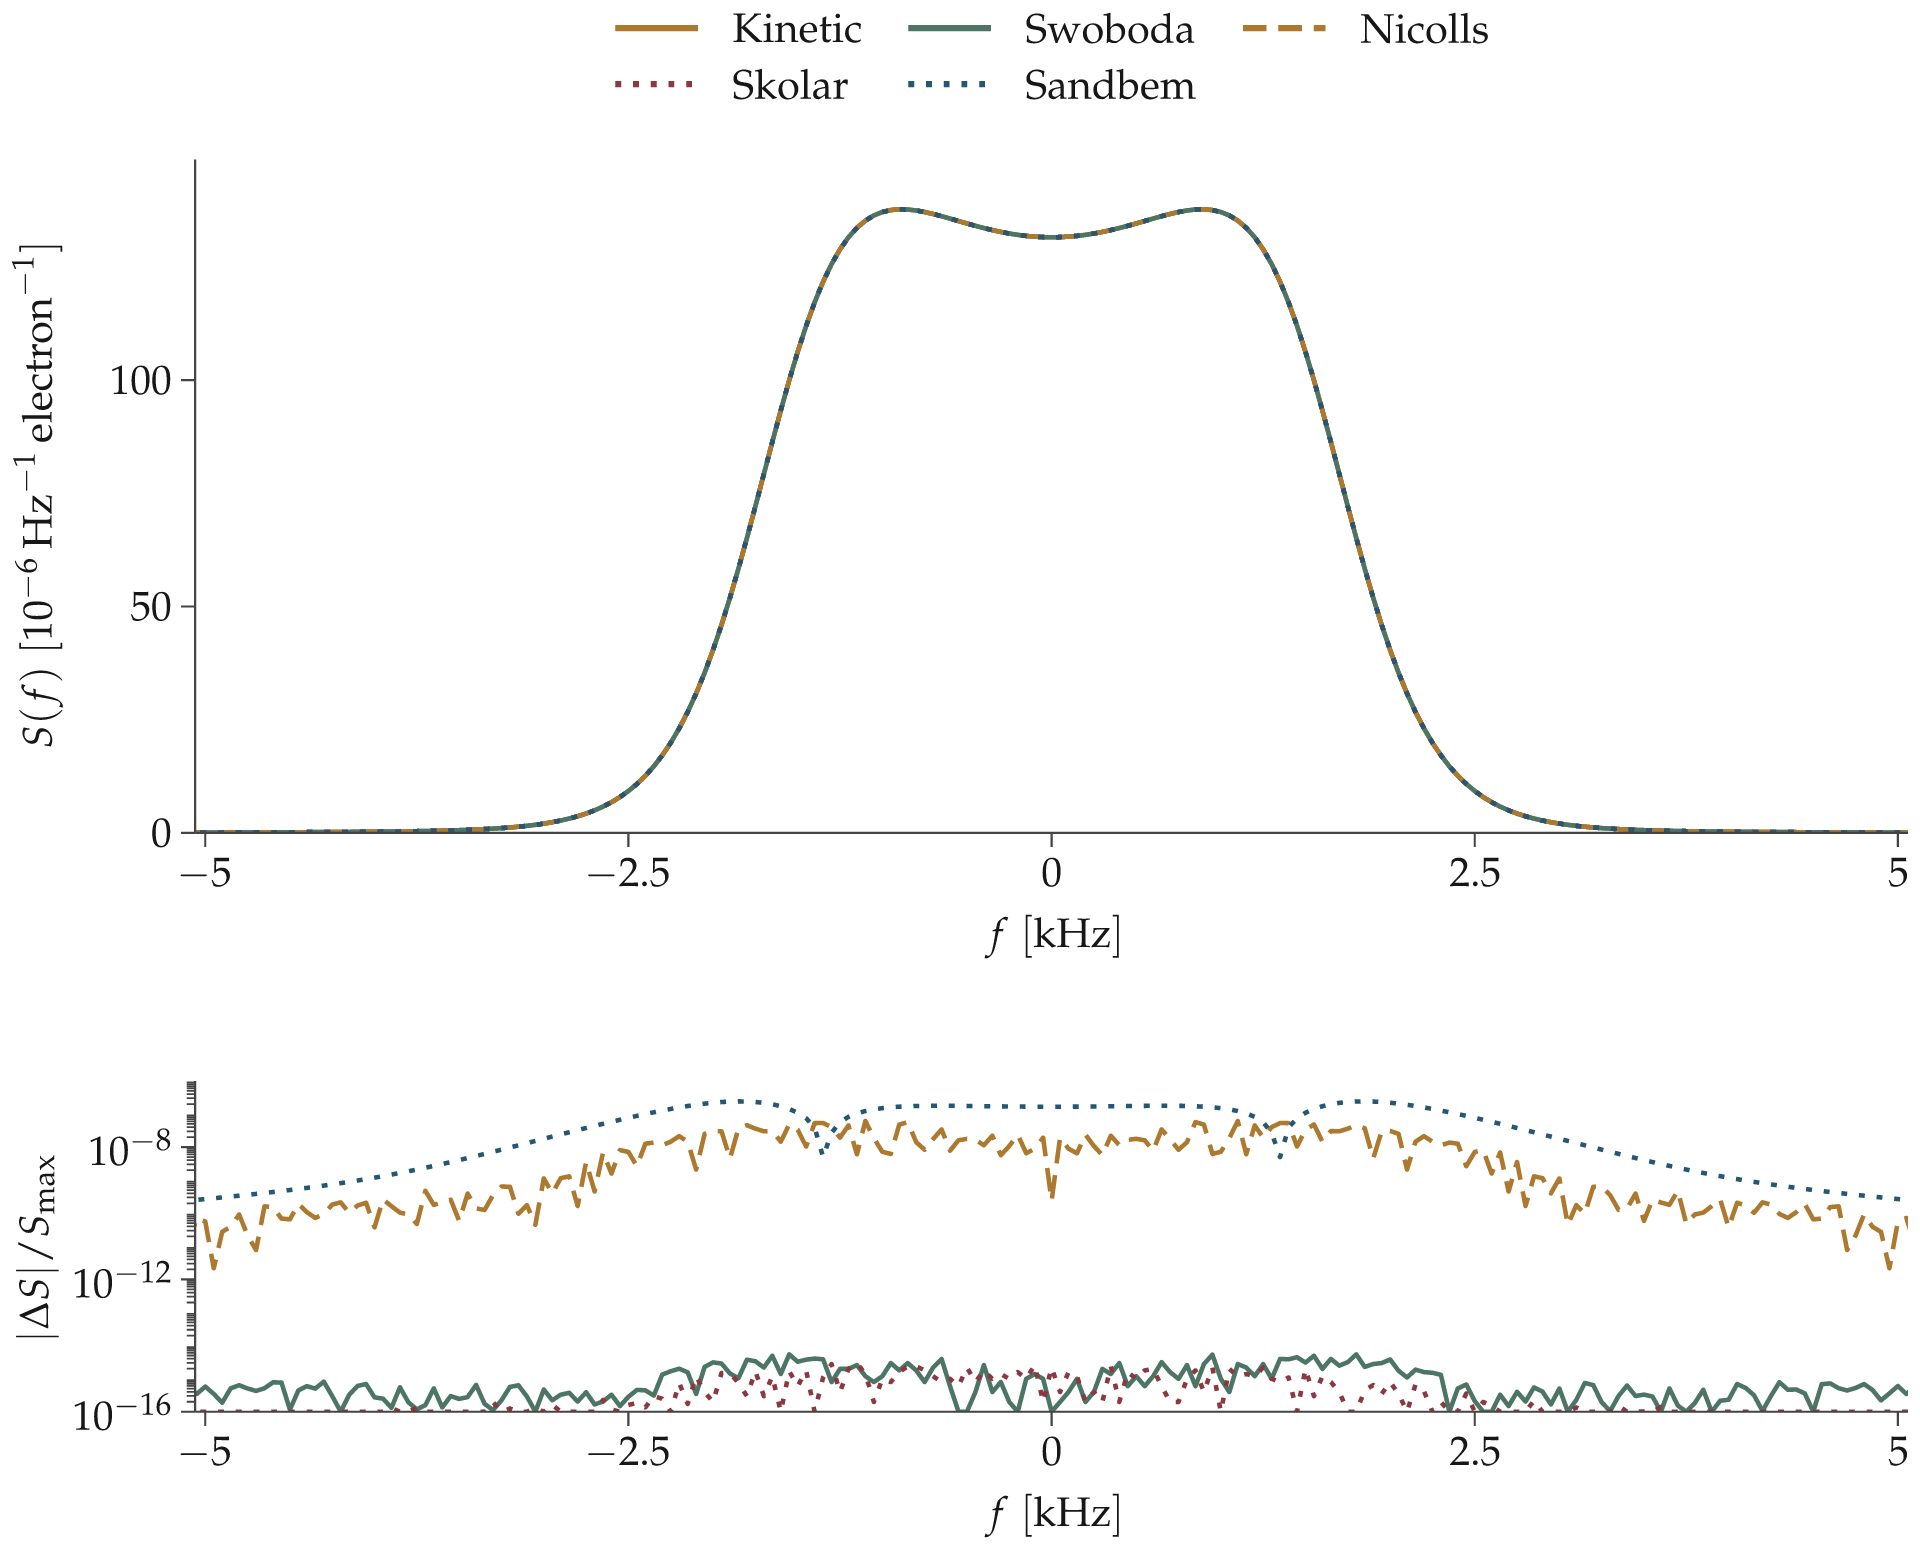 Kinetic Swoboda Nicolls
Skolar Sandbem
S(f) [10⁻⁶ Hz⁻¹ electron⁻¹]
100
50
0
−5 −2.5 0 2.5 5
f [kHz]
|ΔS| / Smax
10⁻⁸
10⁻¹²
10⁻¹⁶
−5 −2.5 0 2.5 5
f [kHz]